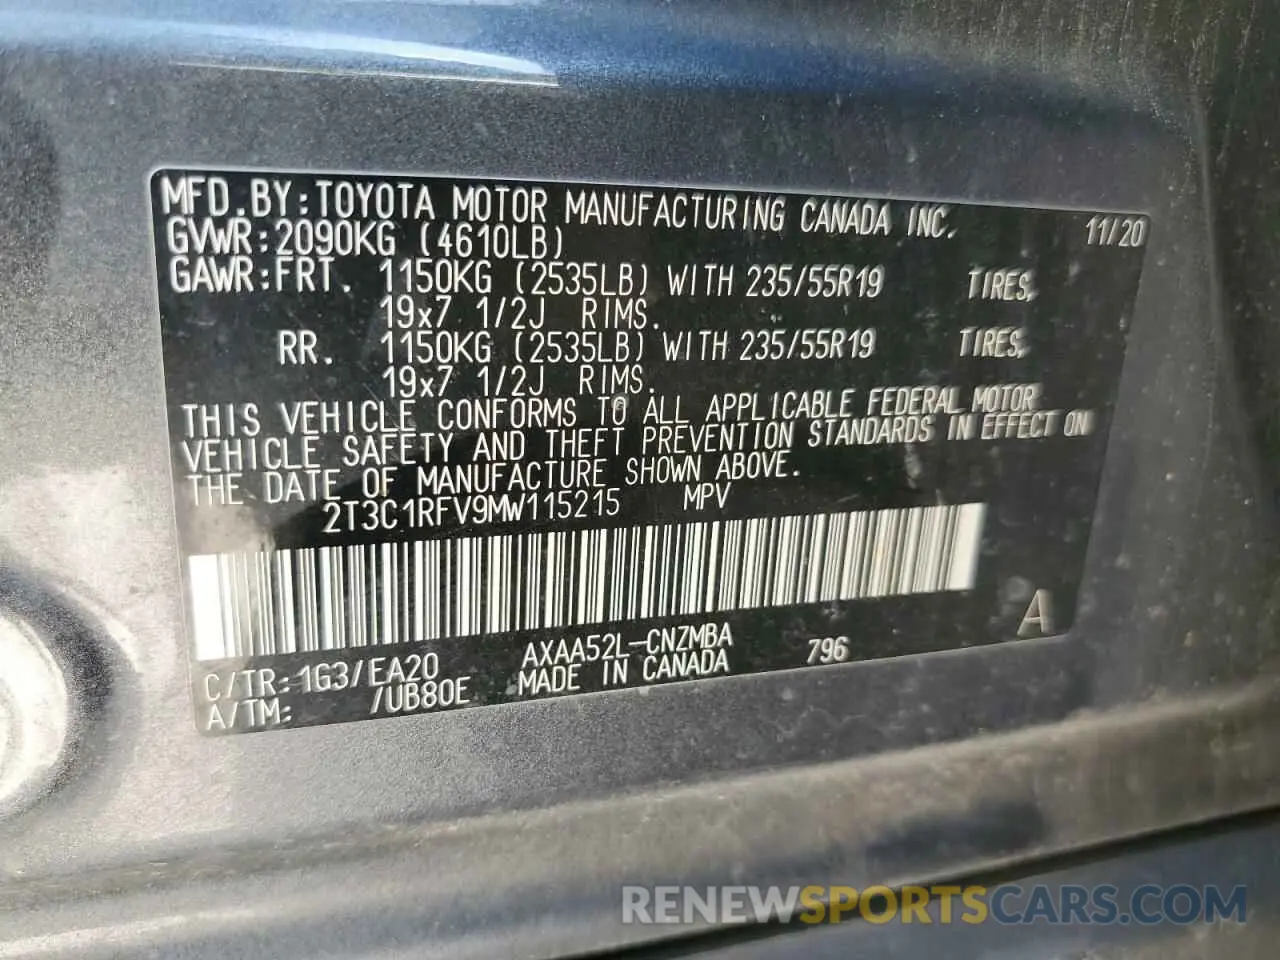 MFD.BY:TOYOTA MOTOR MANUFACTURING CANADA INC. 11/20
GVWR:2090KG (4610LB)
GAWR:FRT. 1150KG (2535LB) WITH 235/55R19 TIRES,
19x7 1/2J RIMS.
RR. 1150KG (2535LB) WITH 235/55R19 TIRES,
19x7 1/2J RIMS.
THIS VEHICLE CONFORMS TO ALL APPLICABLE FEDERAL MOTOR
VEHICLE SAFETY AND THEFT PREVENTION STANDARDS IN EFFECT ON
THE DATE OF MANUFACTURE SHOWN ABOVE.
2T3C1RFV9MW115215 MPV
A
C/TR:1G3/EA20 AXAA52L-CNZMBA 796
A/TM: /UB80E MADE IN CANADA
RENEWSPORTSCARS.COM